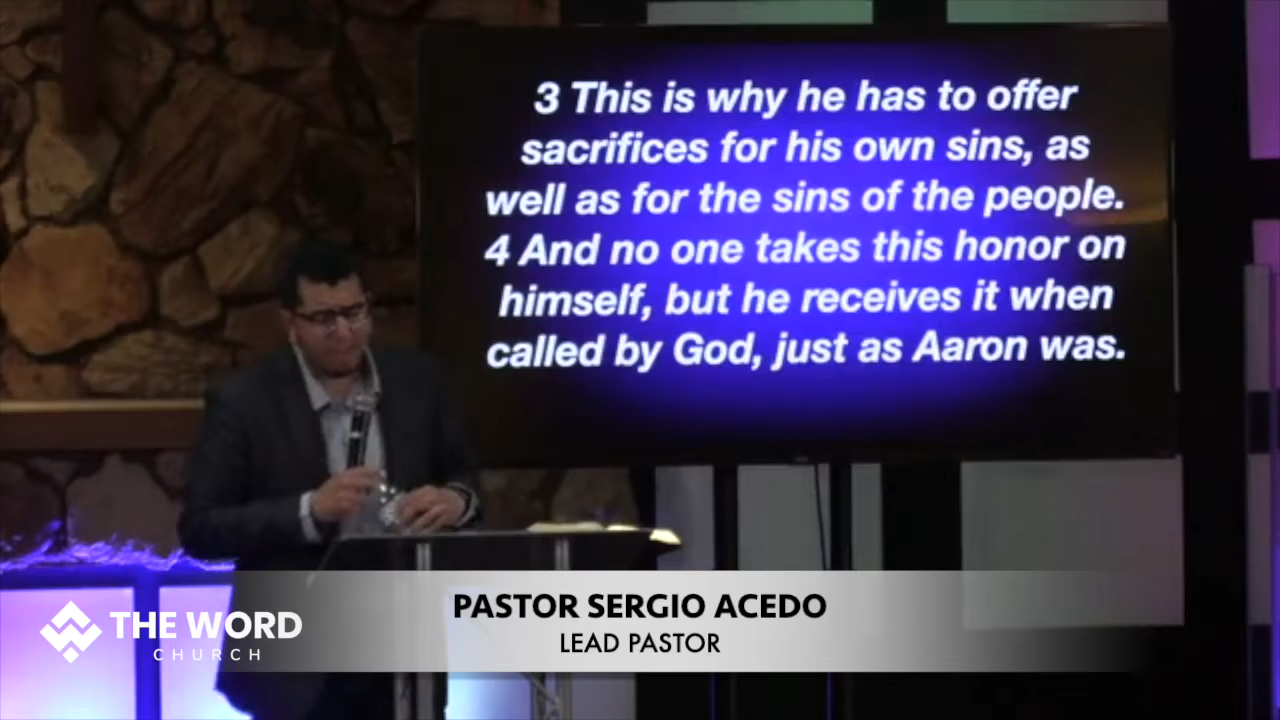 3 This is why he has to offer
sacrifices for his own sins, as
well as for the sins of the people.
4 And no one takes this honor on
himself, but he receives it when
called by God, just as Aaron was.
PASTOR SERGIO ACEDO
LEAD PASTOR
THE WORD
CHURCH